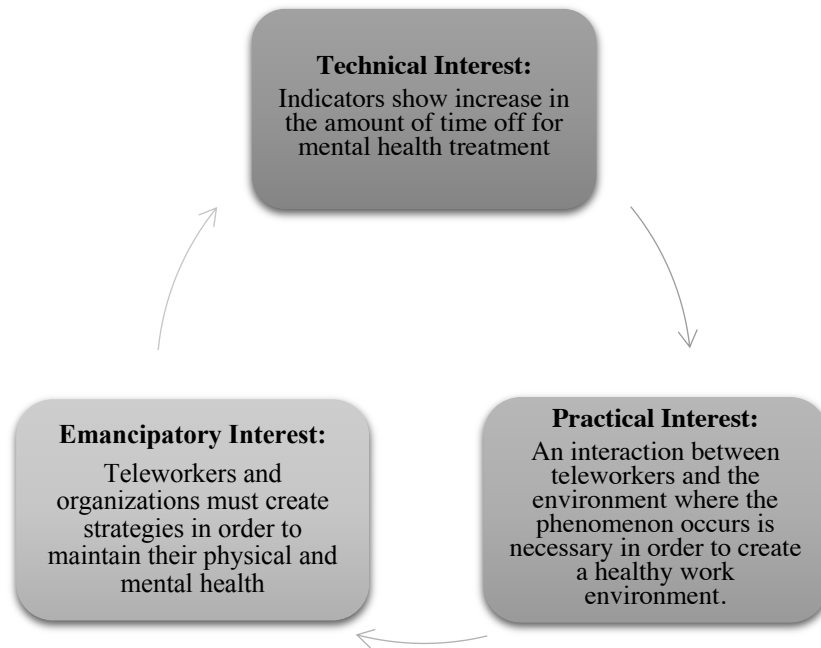 Technical Interest:
Indicators show increase in
the amount of time off for
mental health treatment
Practical Interest:
An interaction between
teleworkers and the
environment where the
phenomenon occurs is
necessary in order to create
a healthy work
environment.
Emancipatory Interest:
Teleworkers and
organizations must create
strategies in order to
maintain their physical and
mental health